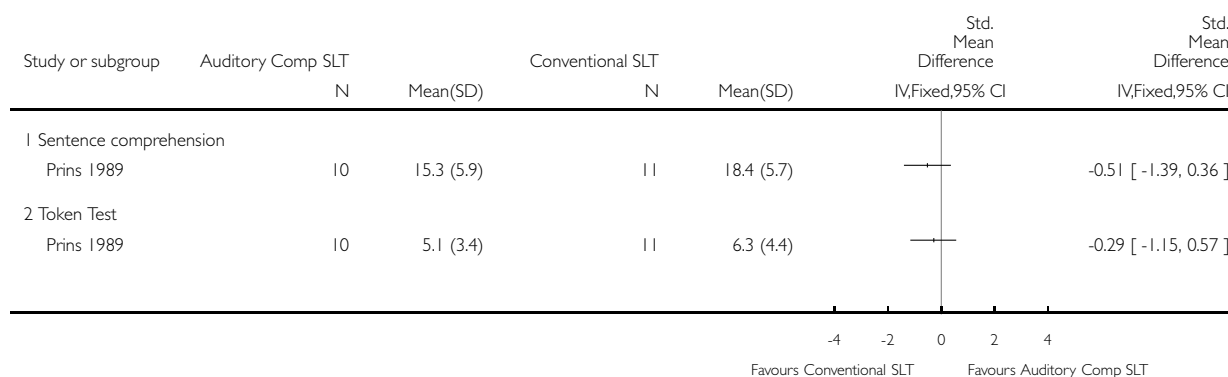 Study or subgroup Auditory Comp SLT Conventional SLT Std. Mean Difference Std. Mean Difference
N Mean(SD) N Mean(SD) IV,Fixed,95% CI IV,Fixed,95% CI
1 Sentence comprehension
Prins 1989 10 15.3 (5.9) 11 18.4 (5.7) -0.51 [ -1.39, 0.36 ]
2 Token Test
Prins 1989 10 5.1 (3.4) 11 6.3 (4.4) -0.29 [ -1.15, 0.57 ]
-4 -2 0 2 4
Favours Conventional SLT Favours Auditory Comp SLT